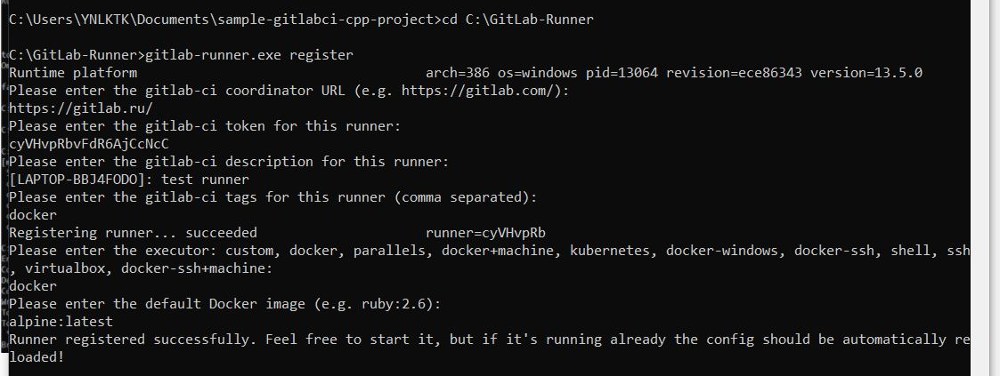 C:\Users\YNLKTK\Documents\sample-gitlabci-cpp-project>cd C:\GitLab-Runner
C:\GitLab-Runner>gitlab-runner.exe register
Runtime platform                                    arch=386 os=windows pid=13064 revision=ece86343 version=13.5.0
Please enter the gitlab-ci coordinator URL (e.g. https://gitlab.com/):
https://gitlab.ru/
Please enter the gitlab-ci token for this runner:
cyVHvpRbvFdR6AjCcNcC
Please enter the gitlab-ci description for this runner:
[LAPTOP-BBJ4FODO]: test runner
Please enter the gitlab-ci tags for this runner (comma separated):
docker
Registering runner... succeeded                     runner=cyVHvpRb
Please enter the executor: custom, docker, parallels, docker+machine, kubernetes, docker-windows, docker-ssh, shell, ssh
, virtualbox, docker-ssh+machine:
docker
Please enter the default Docker image (e.g. ruby:2.6):
alpine:latest
Runner registered successfully. Feel free to start it, but if it's running already the config should be automatically re
loaded!